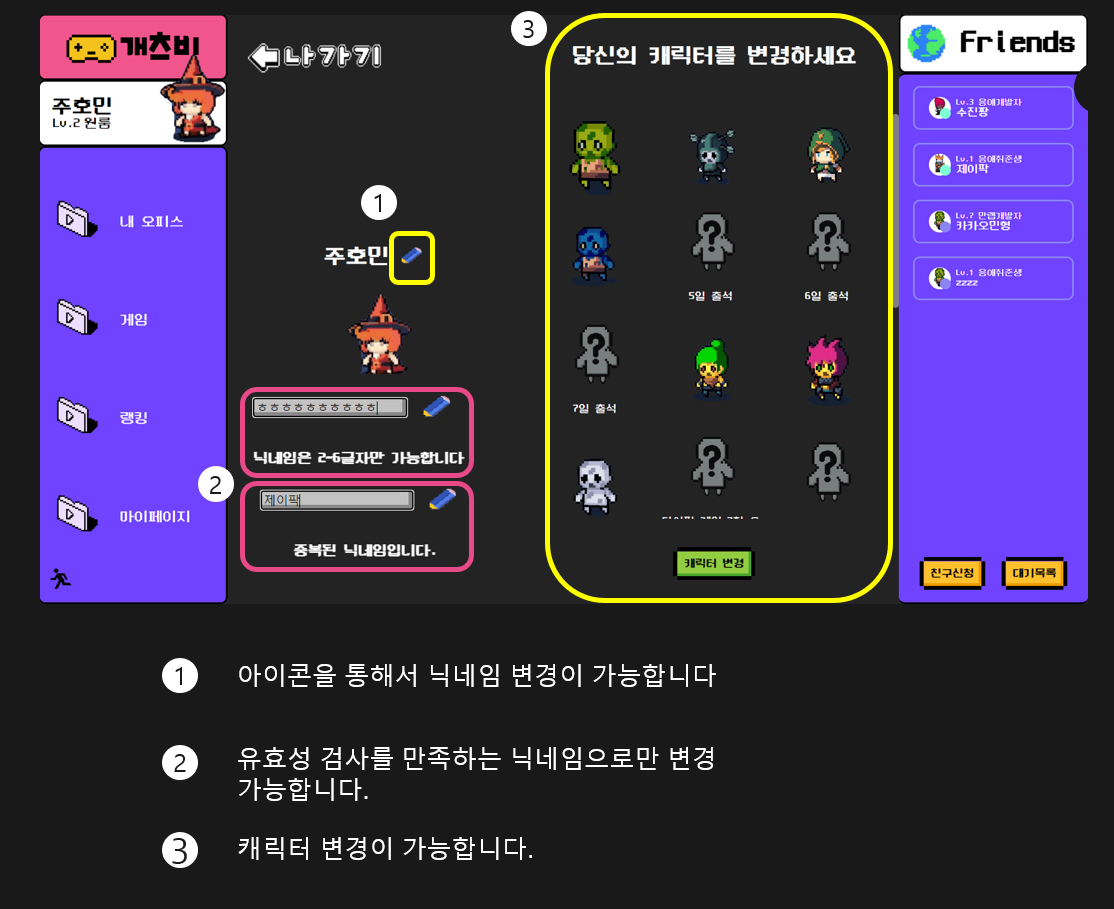 개츠비
주호민
Lv.2 원룸
내 오피스
게임
랭킹
마이페이지
나가기
1
주호민
ㅎㅎㅎㅎㅎㅎㅎㅎㅎㅎ
닉네임은 2-6글자만 가능합니다
2
제이팩
중복된 닉네임입니다.
3
당신의 캐릭터를 변경하세요
?
?
5일 출석
6일 출석
?
7일 출석
?
?
캐릭터 변경
Friends
Lv.3 응애개발자
수진짱
Lv.1 응애취준생
제이팍
Lv.7 만렙개발자
카카오민형
Lv.1 응애취준생
zzzz
친구신청
대기목록
1 아이콘을 통해서 닉네임 변경이 가능합니다
2 유효성 검사를 만족하는 닉네임으로만 변경
가능합니다.
3 캐릭터 변경이 가능합니다.